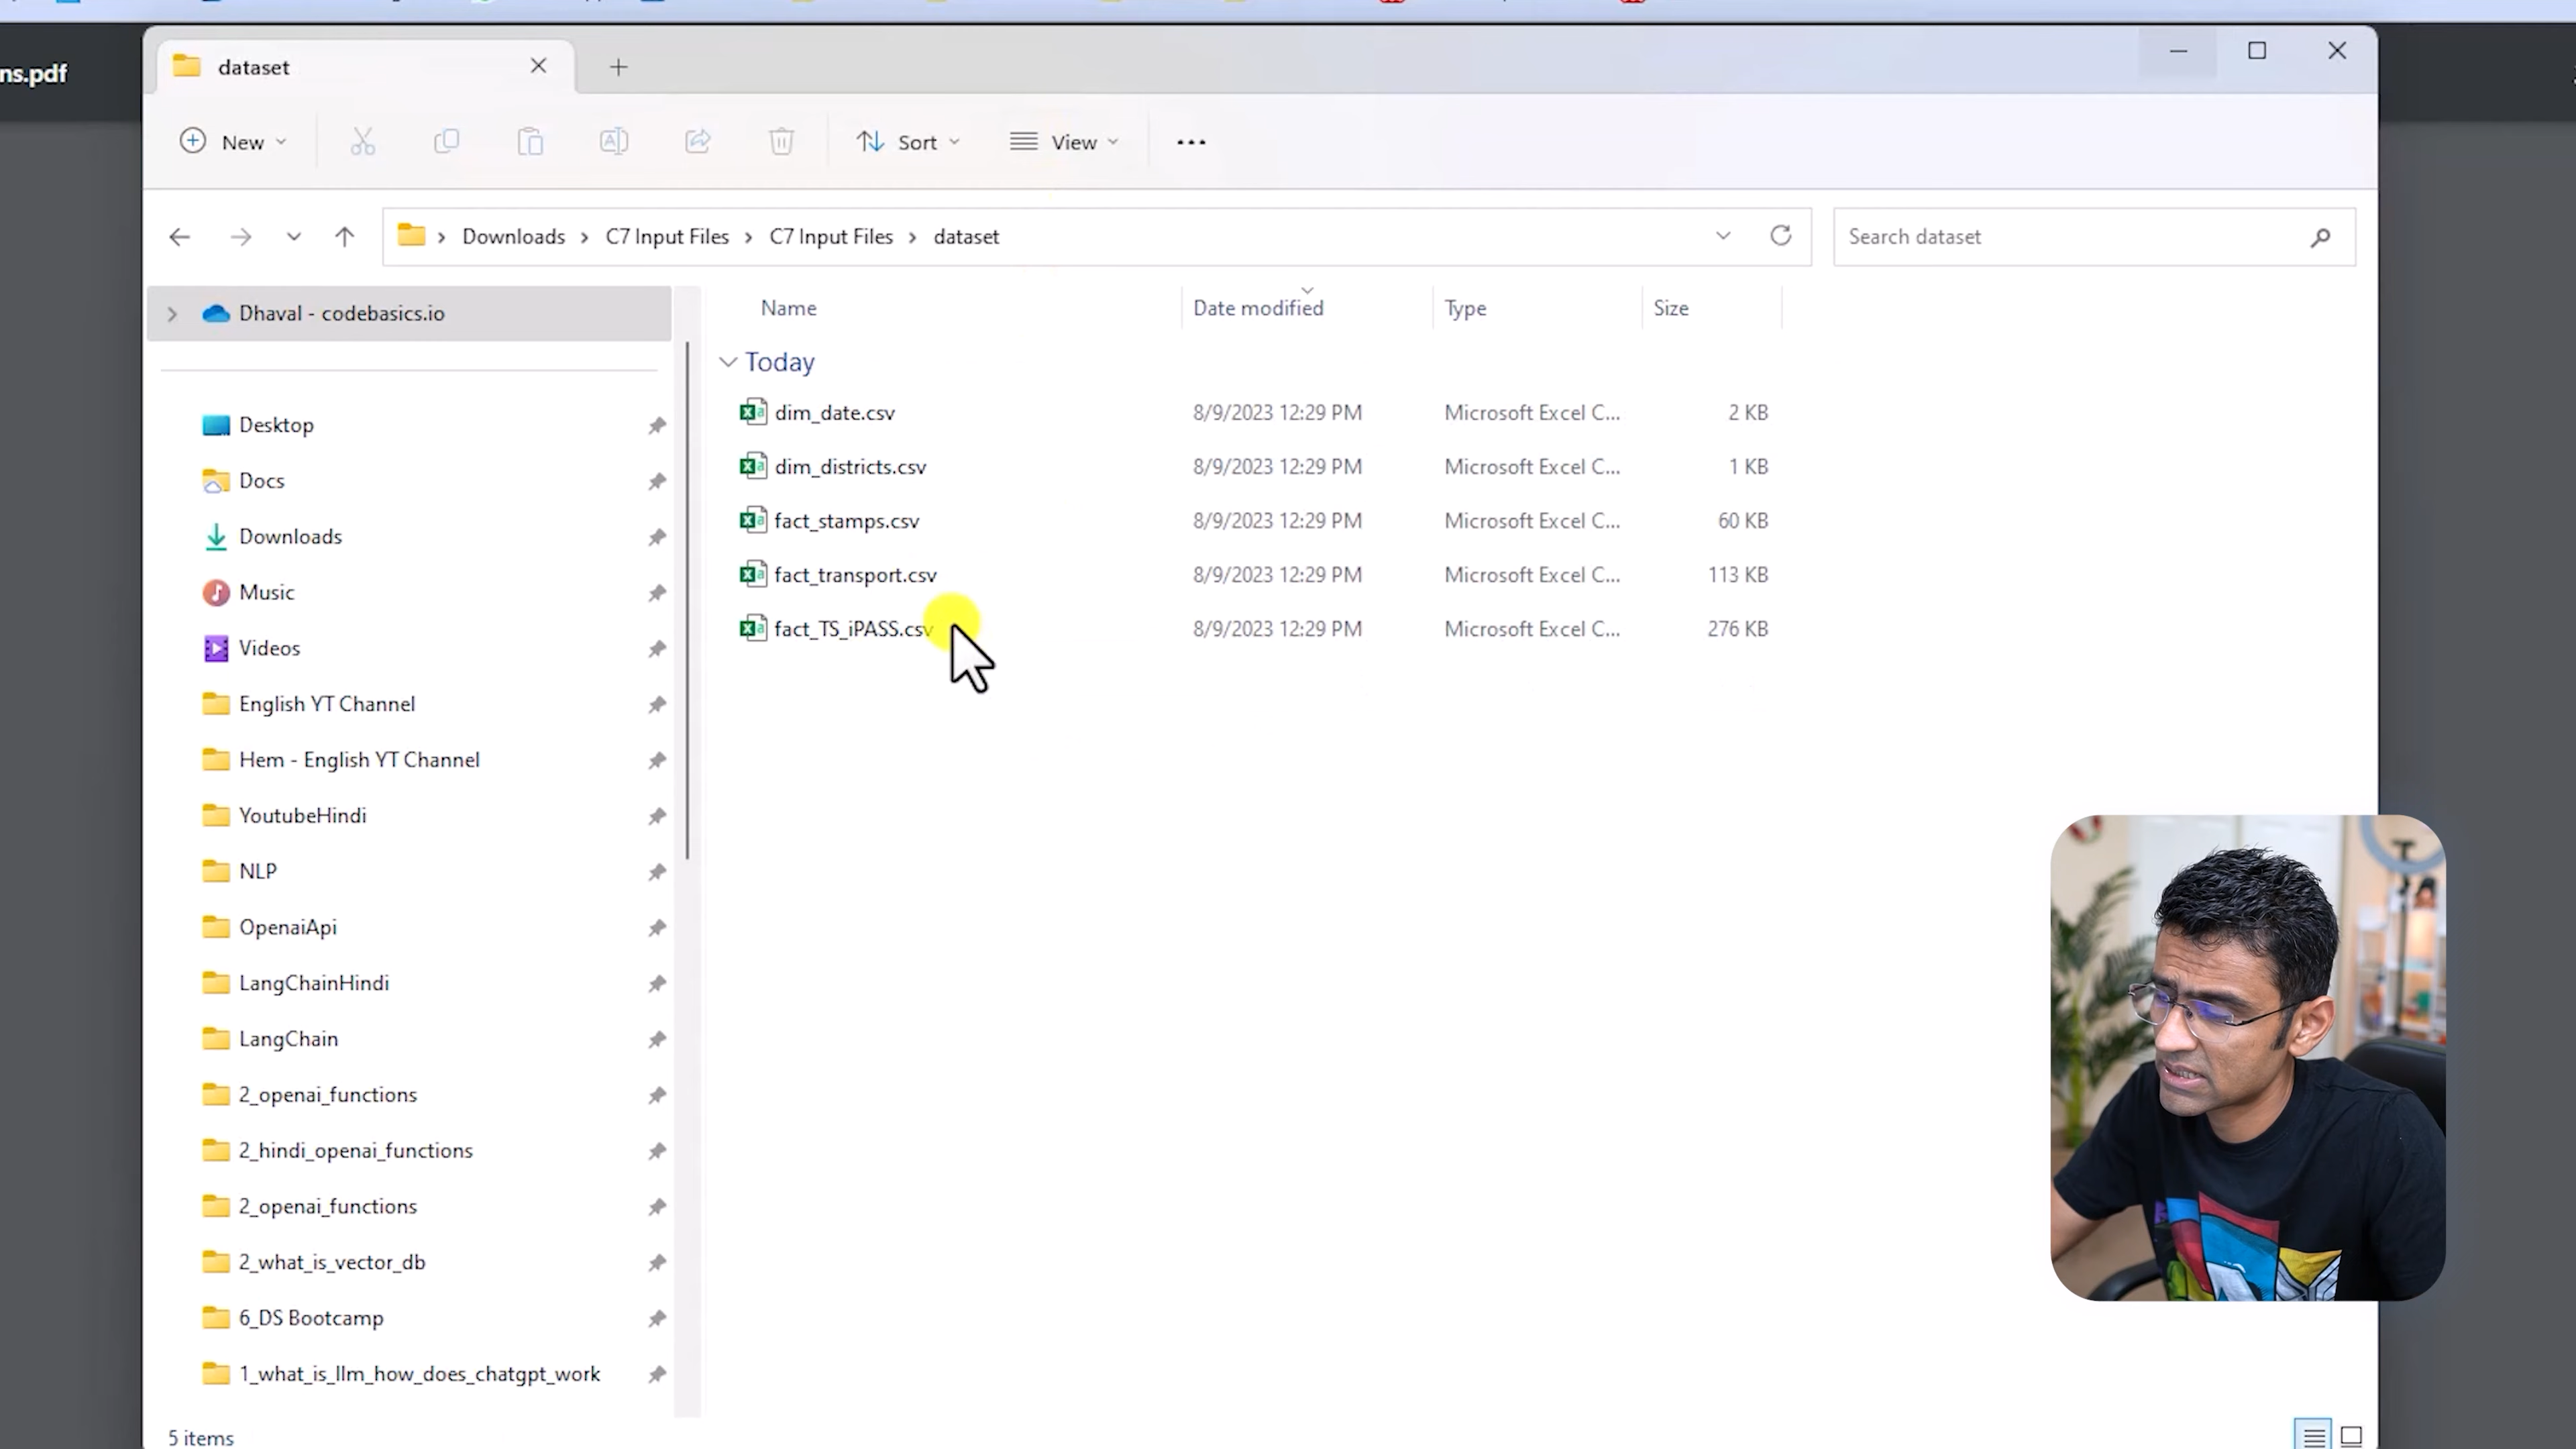 ns.pdf
dataset
New
Sort
View
Downloads
C7 Input Files
C7 Input Files
dataset
Search dataset
Dhaval - codebasics.io
Name
Date modified
Type
Size
Today
dim_date.csv 8/9/2023 12:29 PM Microsoft Excel C... 2 KB
dim_districts.csv 8/9/2023 12:29 PM Microsoft Excel C... 1 KB
fact_stamps.csv 8/9/2023 12:29 PM Microsoft Excel C... 60 KB
fact_transport.csv 8/9/2023 12:29 PM Microsoft Excel C... 113 KB
fact_TS_iPASS.csv 8/9/2023 12:29 PM Microsoft Excel C... 276 KB
Desktop
Docs
Downloads
Music
Videos
English YT Channel
Hem - English YT Channel
YoutubeHindi
NLP
OpenaiApi
LangChainHindi
LangChain
2_openai_functions
2_hindi_openai_functions
2_openai_functions
2_what_is_vector_db
6_DS Bootcamp
1_what_is_llm_how_does_chatgpt_work
5 items